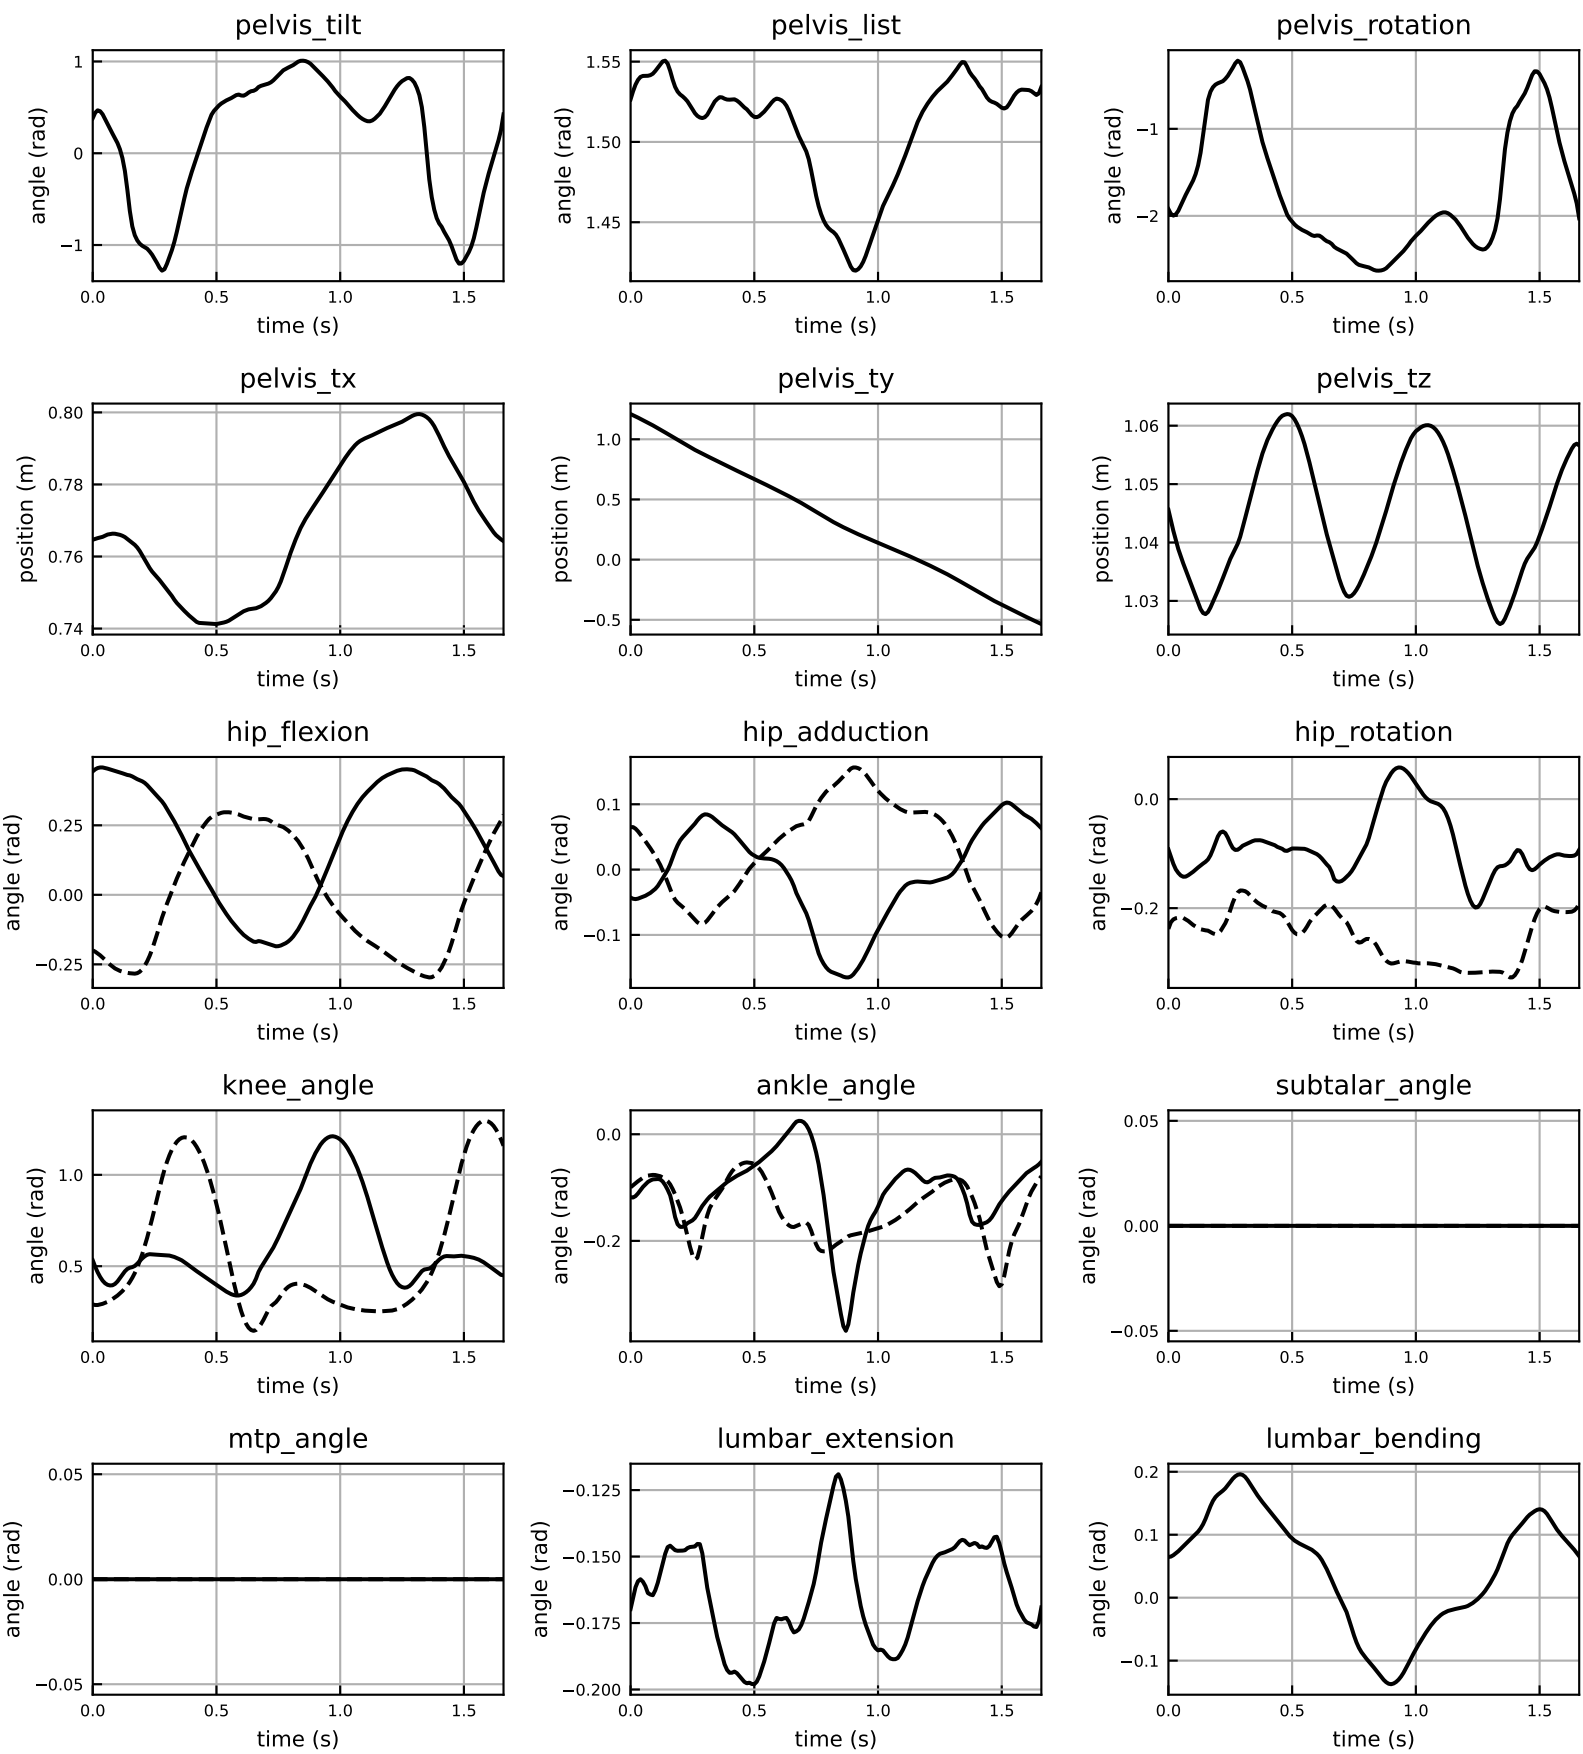 pelvis_tilt
angle (rad)
1
0
−1
0.0 0.5 1.0 1.5
time (s)
pelvis_list
angle (rad)
1.55
1.50
1.45
0.0 0.5 1.0 1.5
time (s)
pelvis_rotation
angle (rad)
−1
−2
0.0 0.5 1.0 1.5
time (s)
pelvis_tx
position (m)
0.80
0.78
0.76
0.74
0.0 0.5 1.0 1.5
time (s)
pelvis_ty
position (m)
1.0
0.5
0.0
−0.5
0.0 0.5 1.0 1.5
time (s)
pelvis_tz
position (m)
1.06
1.05
1.04
1.03
0.0 0.5 1.0 1.5
time (s)
hip_flexion
angle (rad)
0.25
0.00
−0.25
0.0 0.5 1.0 1.5
time (s)
hip_adduction
angle (rad)
0.1
0.0
−0.1
0.0 0.5 1.0 1.5
time (s)
hip_rotation
angle (rad)
0.0
−0.2
0.0 0.5 1.0 1.5
time (s)
knee_angle
angle (rad)
1.0
0.5
0.0 0.5 1.0 1.5
time (s)
ankle_angle
angle (rad)
0.0
−0.2
0.0 0.5 1.0 1.5
time (s)
subtalar_angle
angle (rad)
0.05
0.00
−0.05
0.0 0.5 1.0 1.5
time (s)
mtp_angle
angle (rad)
0.05
0.00
−0.05
0.0 0.5 1.0 1.5
time (s)
lumbar_extension
angle (rad)
−0.125
−0.150
−0.175
−0.200
0.0 0.5 1.0 1.5
time (s)
lumbar_bending
angle (rad)
0.2
0.1
0.0
−0.1
0.0 0.5 1.0 1.5
time (s)